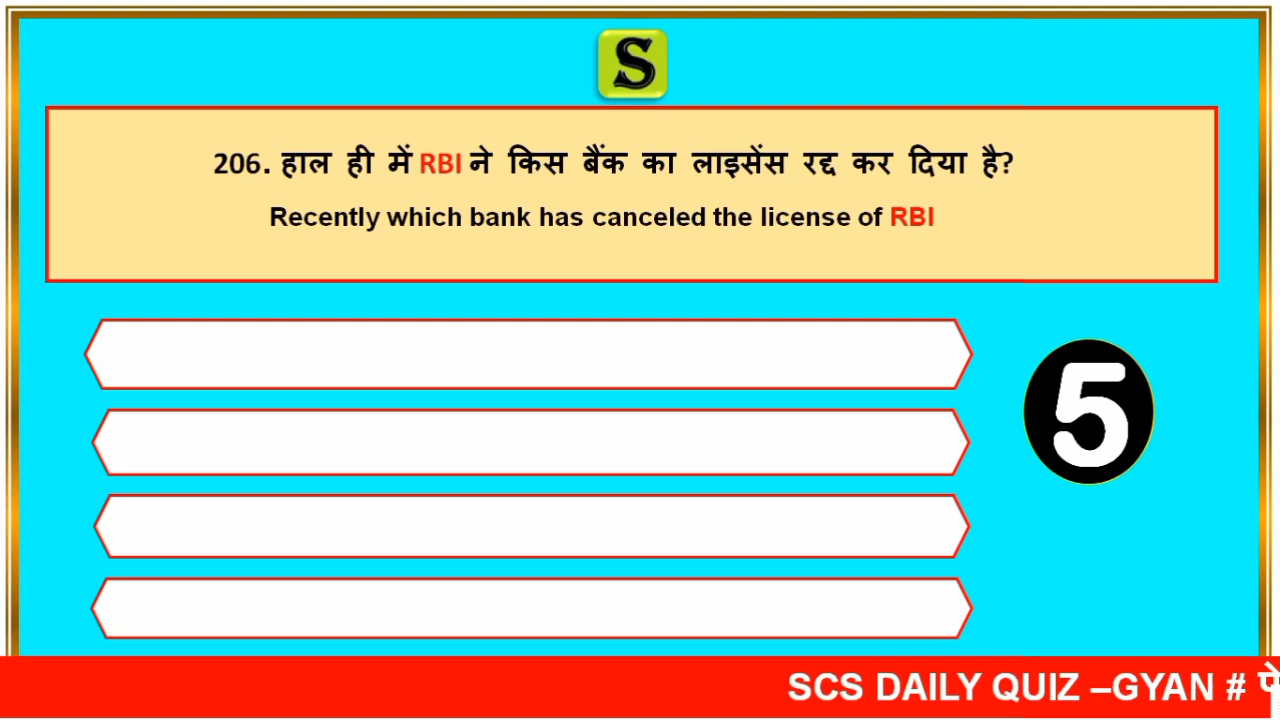 S
206. हाल ही में RBI ने किस बैंक का लाइसेंस रद्द कर दिया है?
Recently which bank has canceled the license of RBI
5
SCS DAILY QUIZ –GYAN #